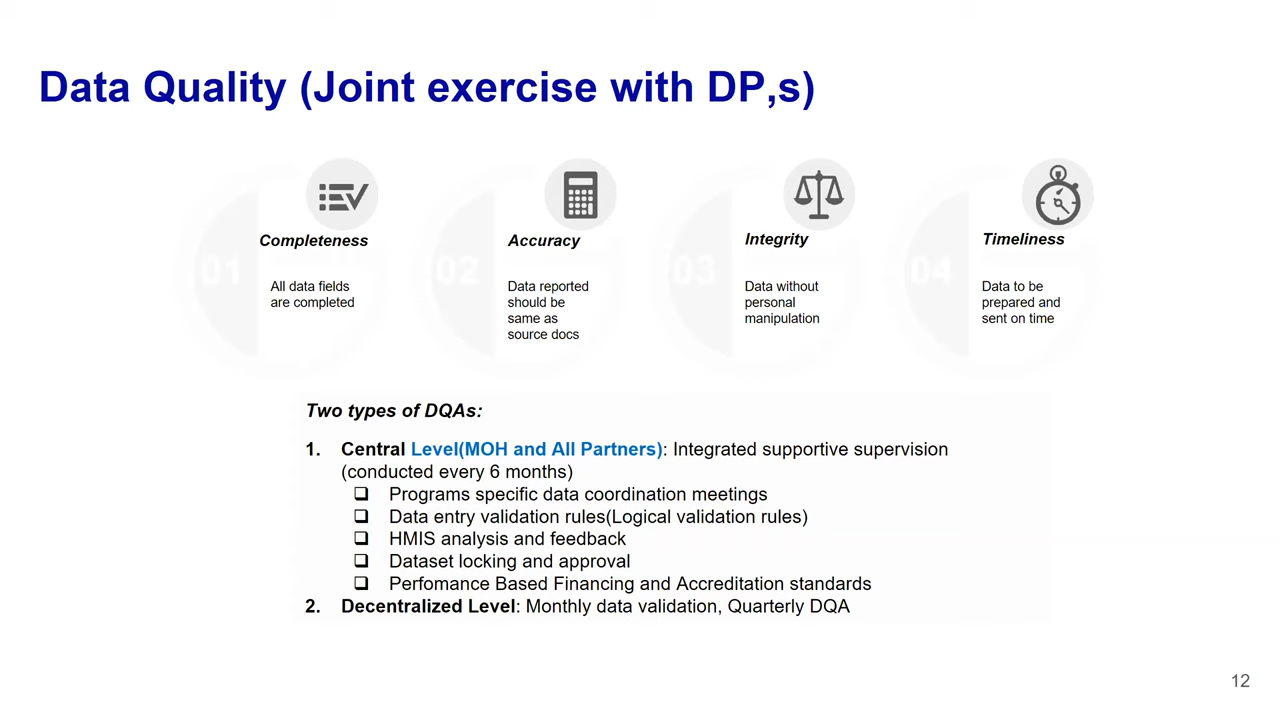 Data Quality (Joint exercise with DP,s)
01
Completeness
All data fields
are completed
02
Accuracy
Data reported
should be
same as
source docs
03
Integrity
Data without
personal
manipulation
04
Timeliness
Data to be
prepared and
sent on time
Two types of DQAs:
1. Central Level(MOH and All Partners): Integrated supportive supervision
(conducted every 6 months)
❑ Programs specific data coordination meetings
❑ Data entry validation rules(Logical validation rules)
❑ HMIS analysis and feedback
❑ Dataset locking and approval
❑ Perfomance Based Financing and Accreditation standards
2. Decentralized Level: Monthly data validation, Quarterly DQA
12